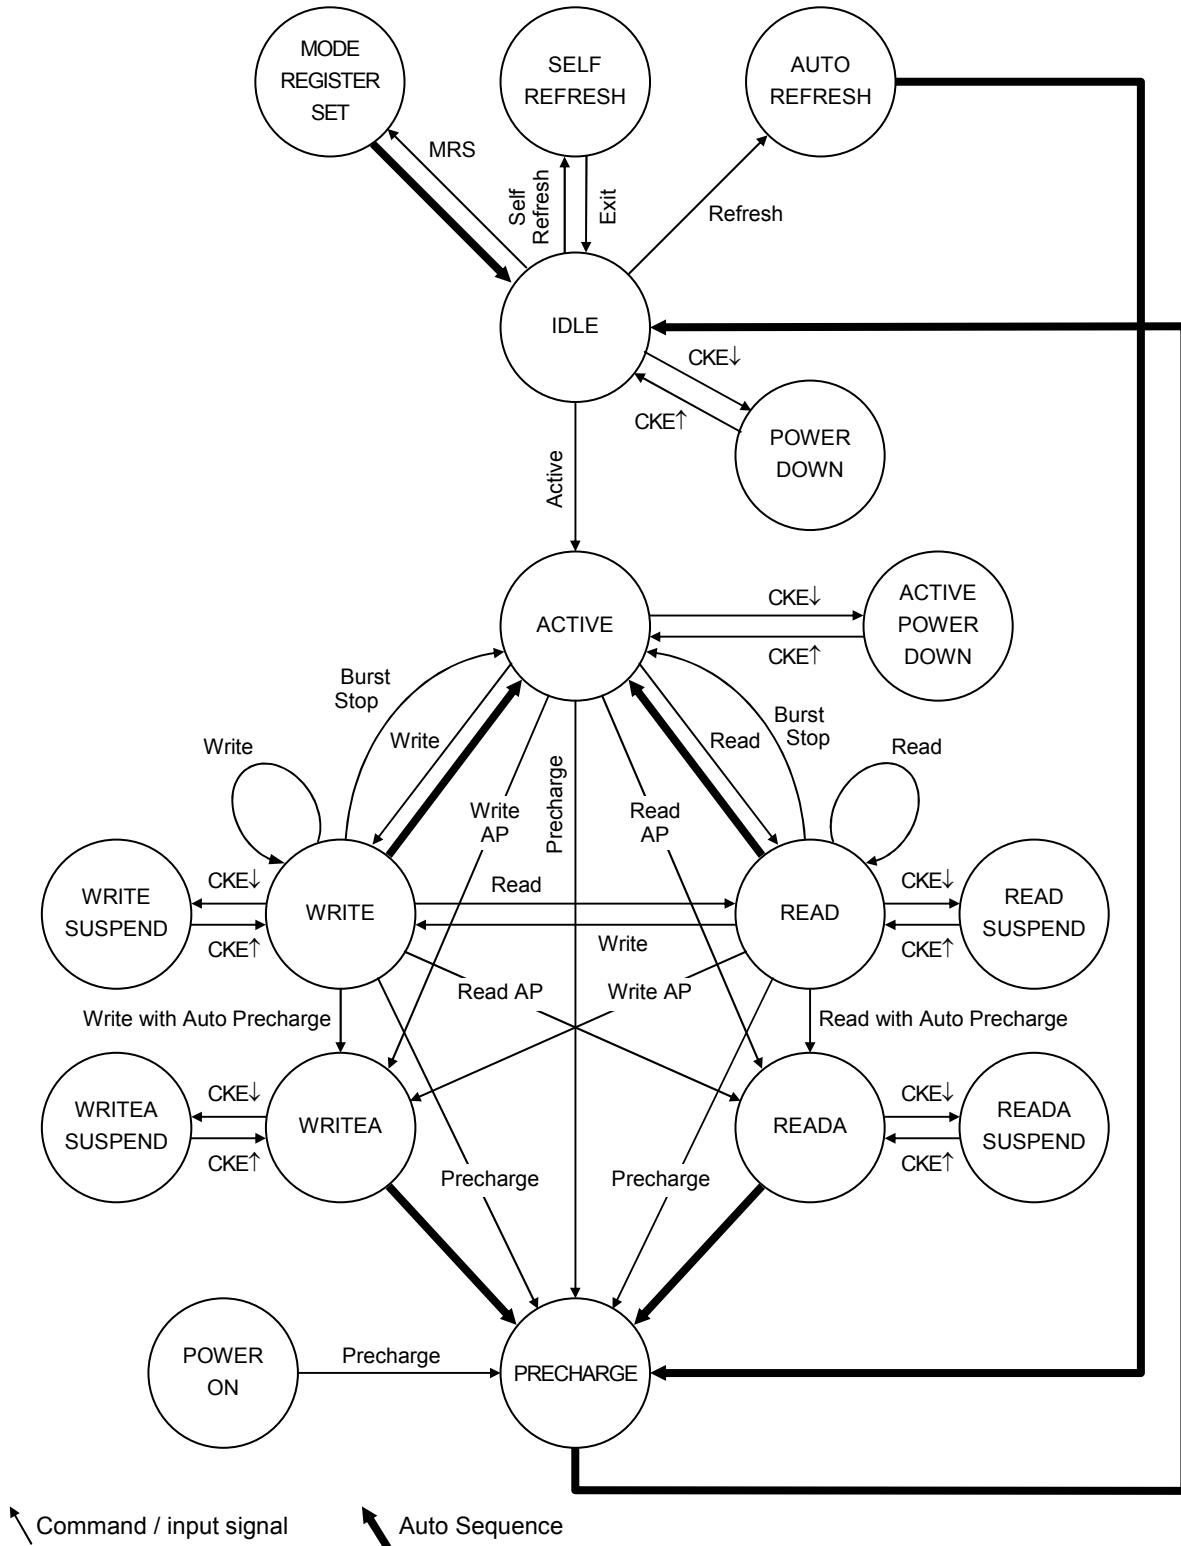 MODE
REGISTER
SET
SELF
REFRESH
AUTO
REFRESH
MRS
Self
Refresh
Exit
Refresh
IDLE
CKE↓
CKE↑
POWER
DOWN
Active
ACTIVE
CKE↓
CKE↑
ACTIVE
POWER
DOWN
Burst
Stop
Write
Read
Burst
Stop
Write
Read
Write
AP
Precharge
Read
AP
WRITE
SUSPEND
CKE↓
CKE↑
WRITE
Read
Write
READ
CKE↓
CKE↑
READ
SUSPEND
Read AP
Write AP
Write with Auto Precharge
Read with Auto Precharge
WRITEA
SUSPEND
CKE↓
CKE↑
WRITEA
READA
CKE↓
CKE↑
READA
SUSPEND
Precharge
Precharge
POWER
ON
Precharge
PRECHARGE
Command / input signal
Auto Sequence